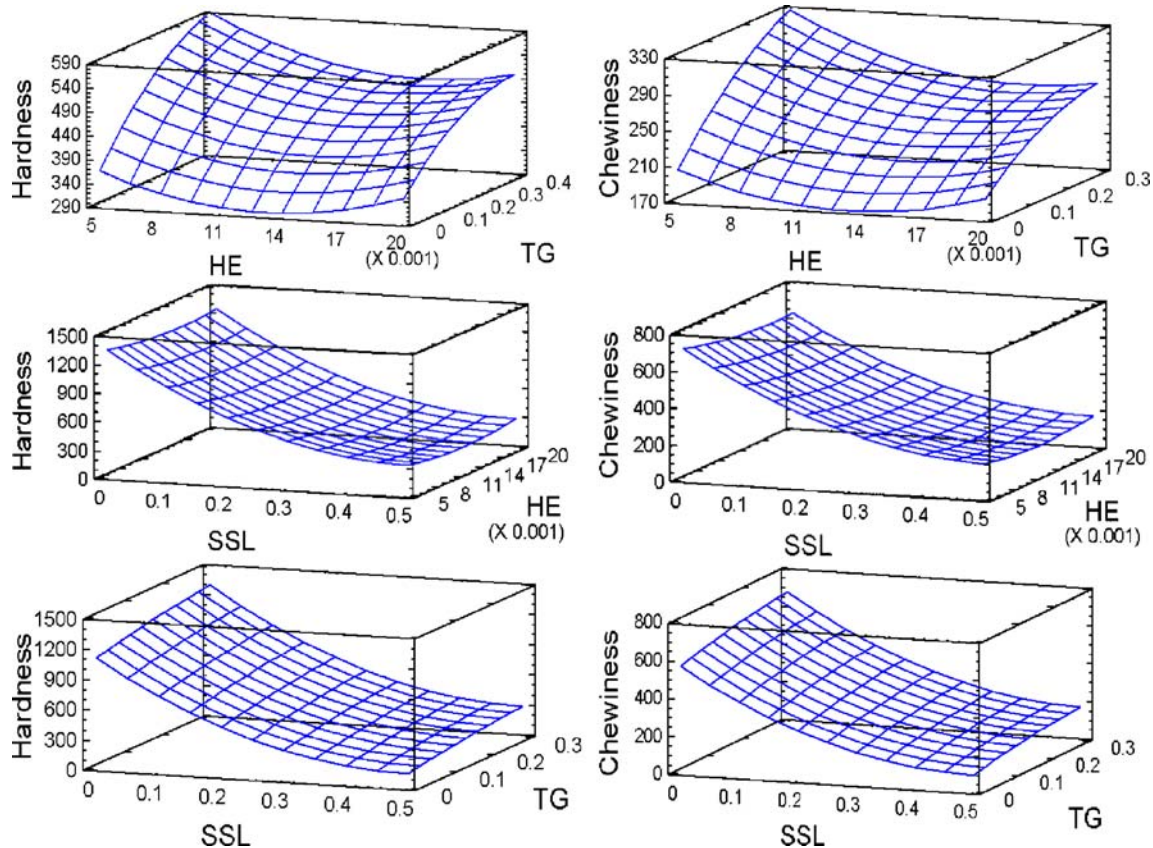 Hardness
590
540
490
440
390
340
290
5 8 11 14 17 20
(X 0.001)
HE
0 0.1 0.2 0.3 0.4
TG
Chewiness
330
290
250
210
170
5 8 11 14 17 20
(X 0.001)
HE
0 0.1 0.2 0.3
TG
Hardness
1500
1200
900
600
300
0
0 0.1 0.2 0.3 0.4 0.5
SSL
5 8 11 14 17 20
HE
(X 0.001)
Chewiness
800
600
400
200
0
0 0.1 0.2 0.3 0.4 0.5
SSL
5 8 11 14 17 20
HE
(X 0.001)
Hardness
1500
1200
900
600
300
0
0 0.1 0.2 0.3 0.4 0.5
SSL
0 0.1 0.2 0.3
TG
Chewiness
800
600
400
200
0
0 0.1 0.2 0.3 0.4 0.5
SSL
0 0.1 0.2 0.3
TG